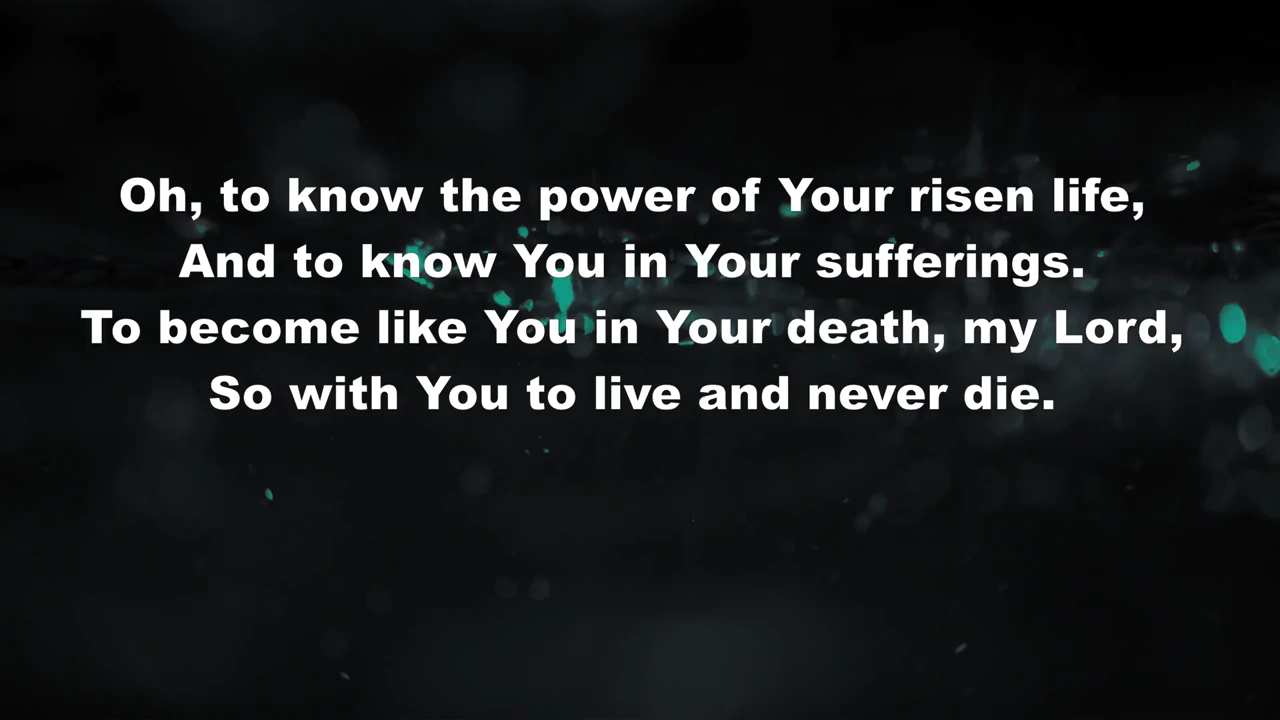 Oh, to know the power of Your risen life,
And to know You in Your sufferings.
To become like You in Your death, my Lord,
So with You to live and never die.